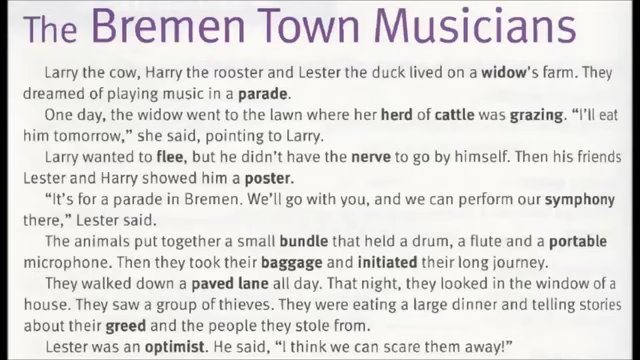 The Bremen Town Musicians
Larry the cow, Harry the rooster and Lester the duck lived on a widow's farm. They
dreamed of playing music in a parade.
One day, the widow went to the lawn where her herd of cattle was grazing. “I'll eat
him tomorrow,” she said, pointing to Larry.
Larry wanted to flee, but he didn't have the nerve to go by himself. Then his friends
Lester and Harry showed him a poster.
“It's for a parade in Bremen. We'll go with you, and we can perform our symphony
there,” Lester said.
The animals put together a small bundle that held a drum, a flute and a portable
microphone. Then they took their baggage and initiated their long journey.
They walked down a paved lane all day. That night, they looked in the window of a
house. They saw a group of thieves. They were eating a large dinner and telling stories
about their greed and the people they stole from.
Lester was an optimist. He said, “I think we can scare them away!”